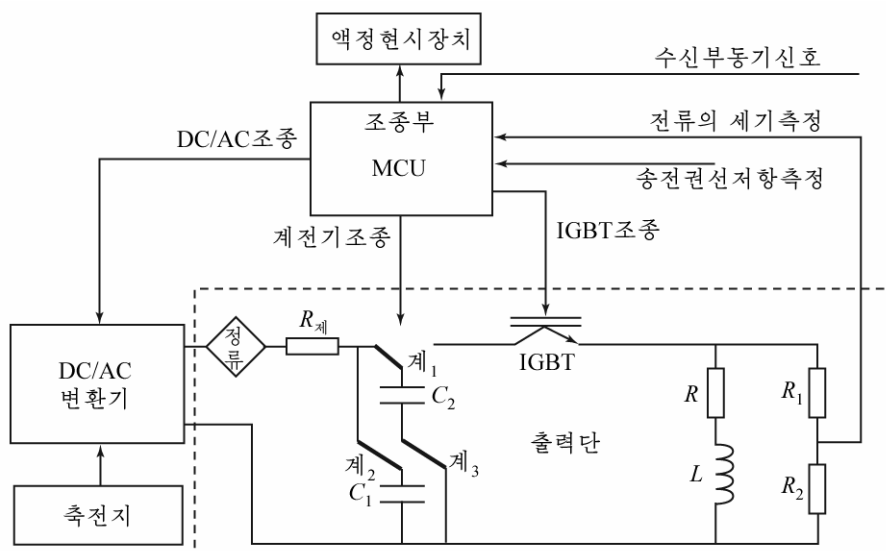 액정현시장치
수신부동기신호
조종부
MCU
DC/AC조종
전류의 세기측정
송전권선저항측정
계전기조종
IGBT조종
정류
R제
계₁
IGBT
DC/AC
변환기
C₂
R
R₁
출력단
계₂
계₃
C₁
L
R₂
축전지